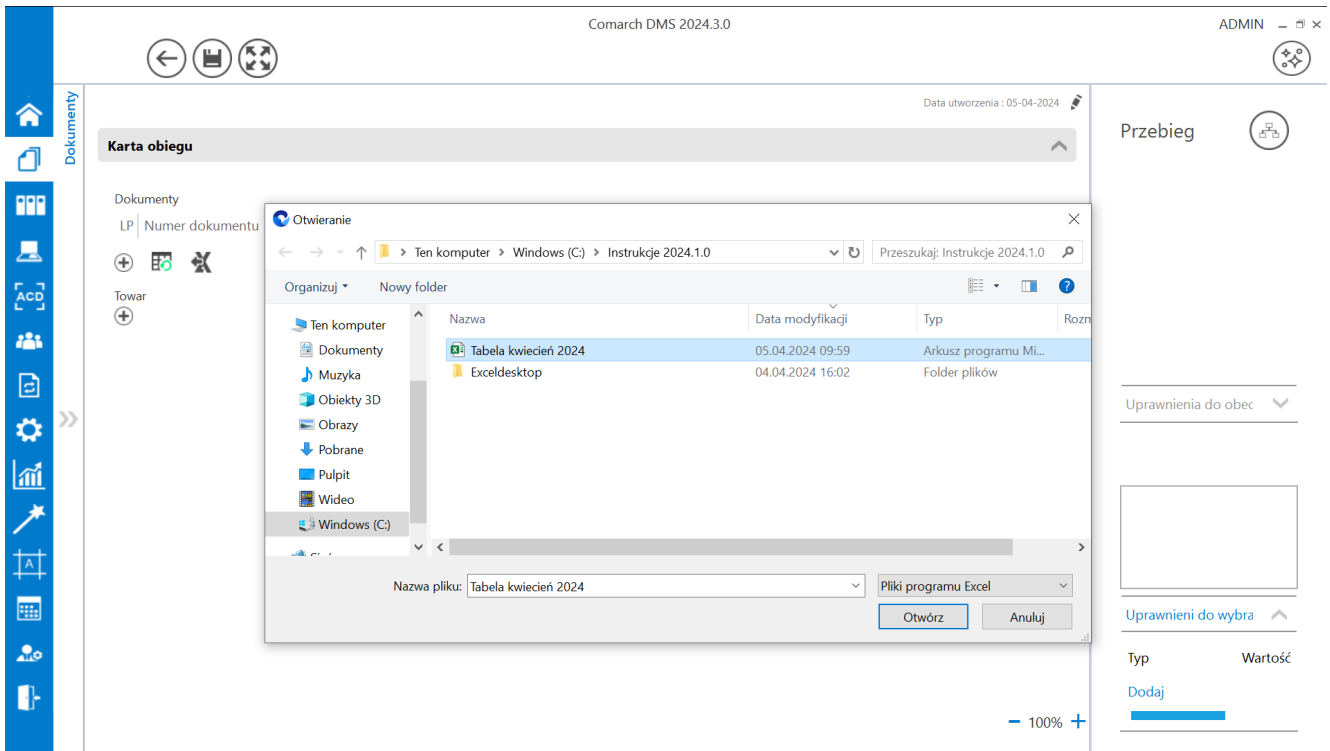 Comarch DMS 2024.3.0
ADMIN
Dokumenty
Data utworzenia : 05-04-2024
Karta obiegu
Przebieg
Dokumenty
LP Numer dokumentu
Towar
Otwieranie
Ten komputer > Windows (C:) > Instrukcje 2024.1.0
Przeszukaj: Instrukcje 2024.1.0
Organizuj
Nowy folder
Nazwa Data modyfikacji Typ Rozm
Tabela kwiecień 2024 05.04.2024 09:59 Arkusz programu Mi...
Exceldesktop 04.04.2024 16:02 Folder plików
Ten komputer
Dokumenty
Muzyka
Obiekty 3D
Obrazy
Pobrane
Pulpit
Wideo
Windows (C:)
Nazwa pliku: Tabela kwiecień 2024
Pliki programu Excel
Otwórz Anuluj
ACD
A
Uprawnienia do obec
Uprawnieni do wybra
Typ Wartość
Dodaj
100%